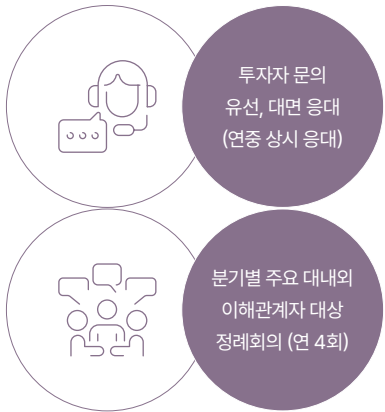 투자자 문의
유선, 대면 응대
(연중 상시 응대)
분기별 주요 대내외
이해관계자 대상
정례회의 (연 4회)